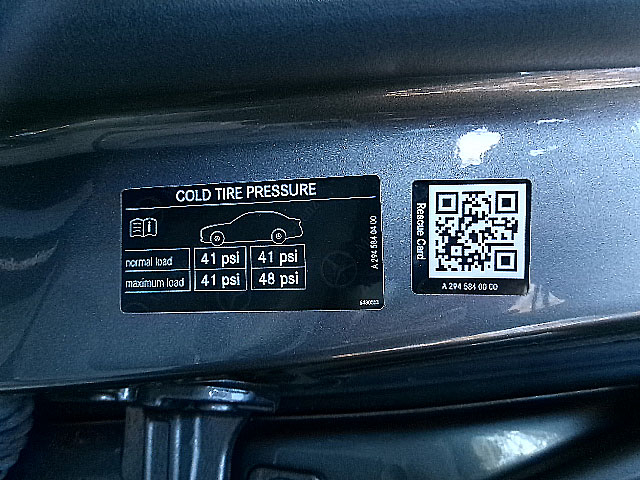 COLD TIRE PRESSURE
normal load 41 psi 41 psi
maximum load 41 psi 48 psi
A 294 584 04 00
Rescue Card
A 294 584 00 00